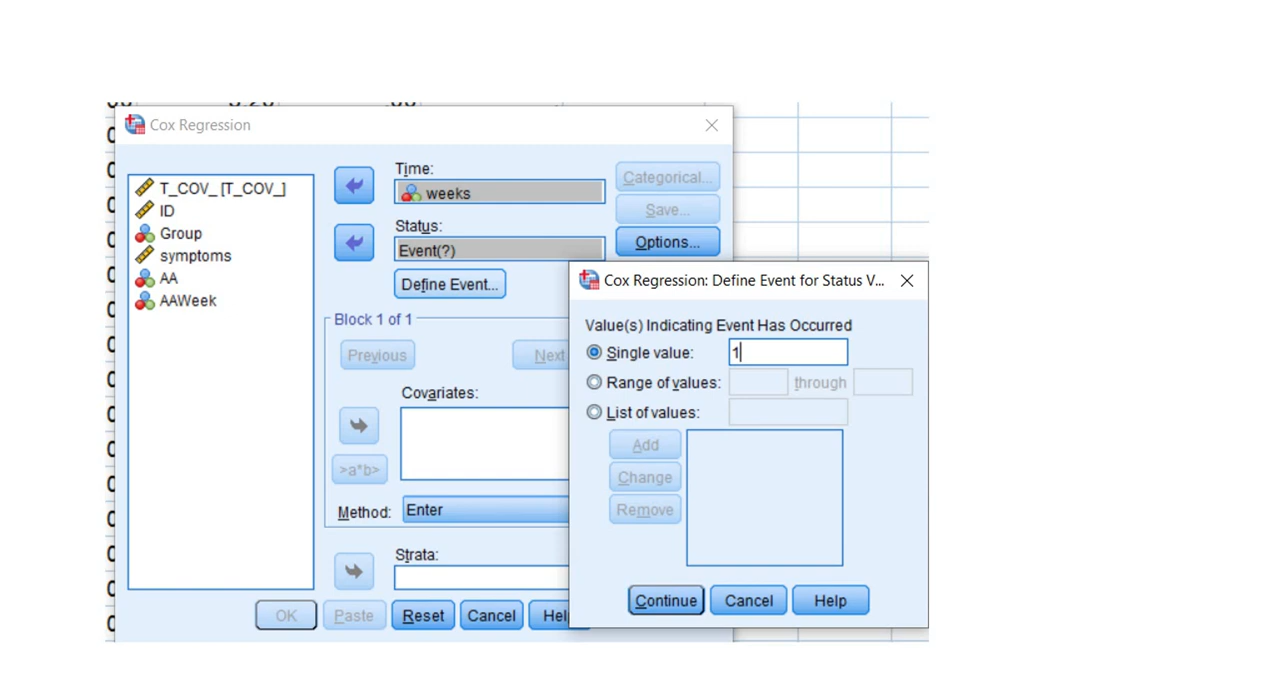 Cox Regression
Time:
weeks
Status:
Event(?)
Define Event...
Categorical...
Save...
Options...
T_COV_ [T_COV_]
ID
Group
symptoms
AA
AAWeek
Block 1 of 1
Previous
Next
Covariates:
>a*b>
Method:
Enter
Strata:
OK
Paste
Reset
Cancel
Cox Regression: Define Event for Status V...
Value(s) Indicating Event Has Occurred
Single value:
1
Range of values:
through
List of values:
Add
Change
Remove
Continue
Cancel
Help